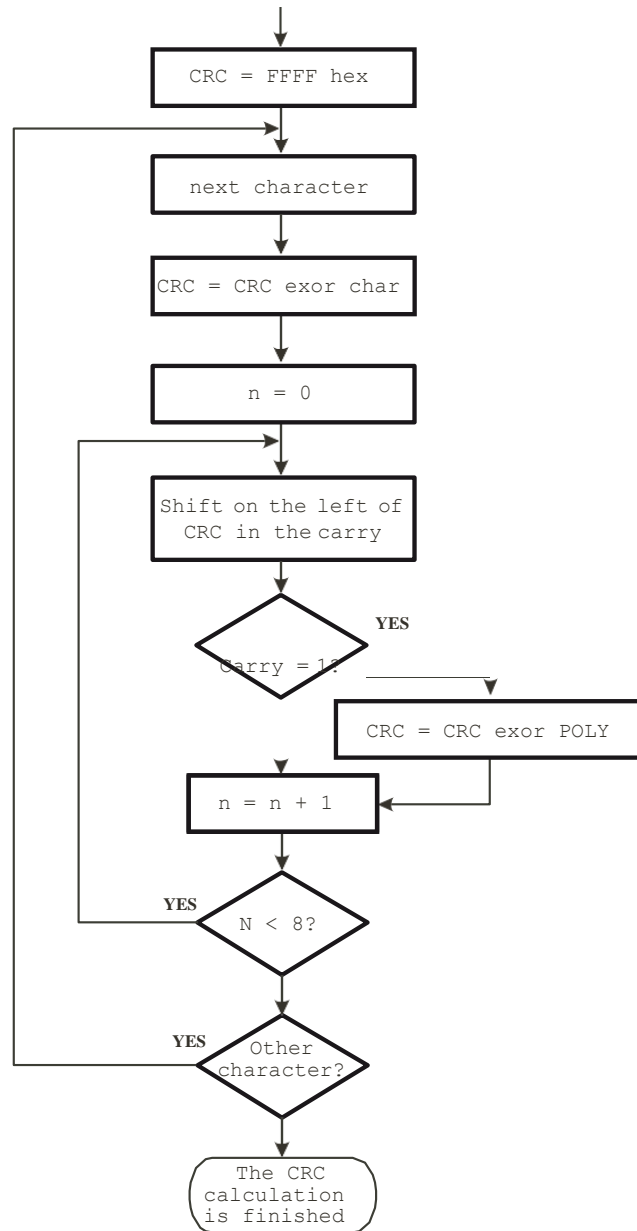 CRC = FFFF hex
next character
CRC = CRC exor char
n = 0
Shift on the left of
CRC in the carry
YES
Carry = 1?
CRC = CRC exor POLY
n = n + 1
YES
N < 8?
YES
Other
character?
The CRC
calculation
is finished